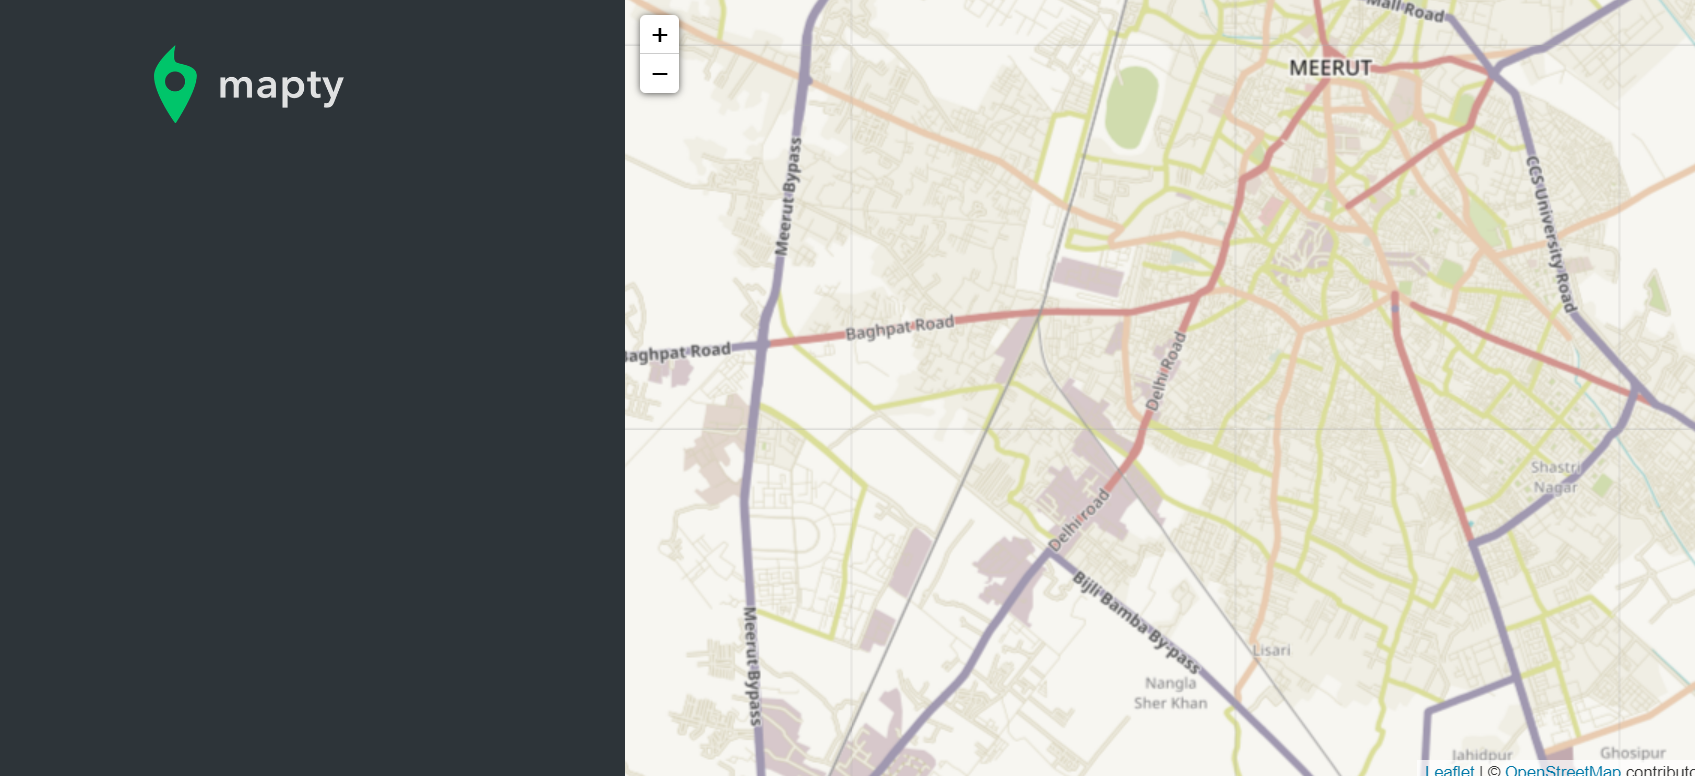 mapty
+
−
Mall Road
MEERUT
Meerut Bypass
CCS University Road
Baghpat Road
Baghpat Road
Delhi Road
Shastri
Nagar
Delhi road
Bijli Bamba By-pass
Meerut Bypass
Lisari
Nangla
Sher Khan
Jahidpur
Ghosipur
Leaflet | © OpenStreetMap contributo